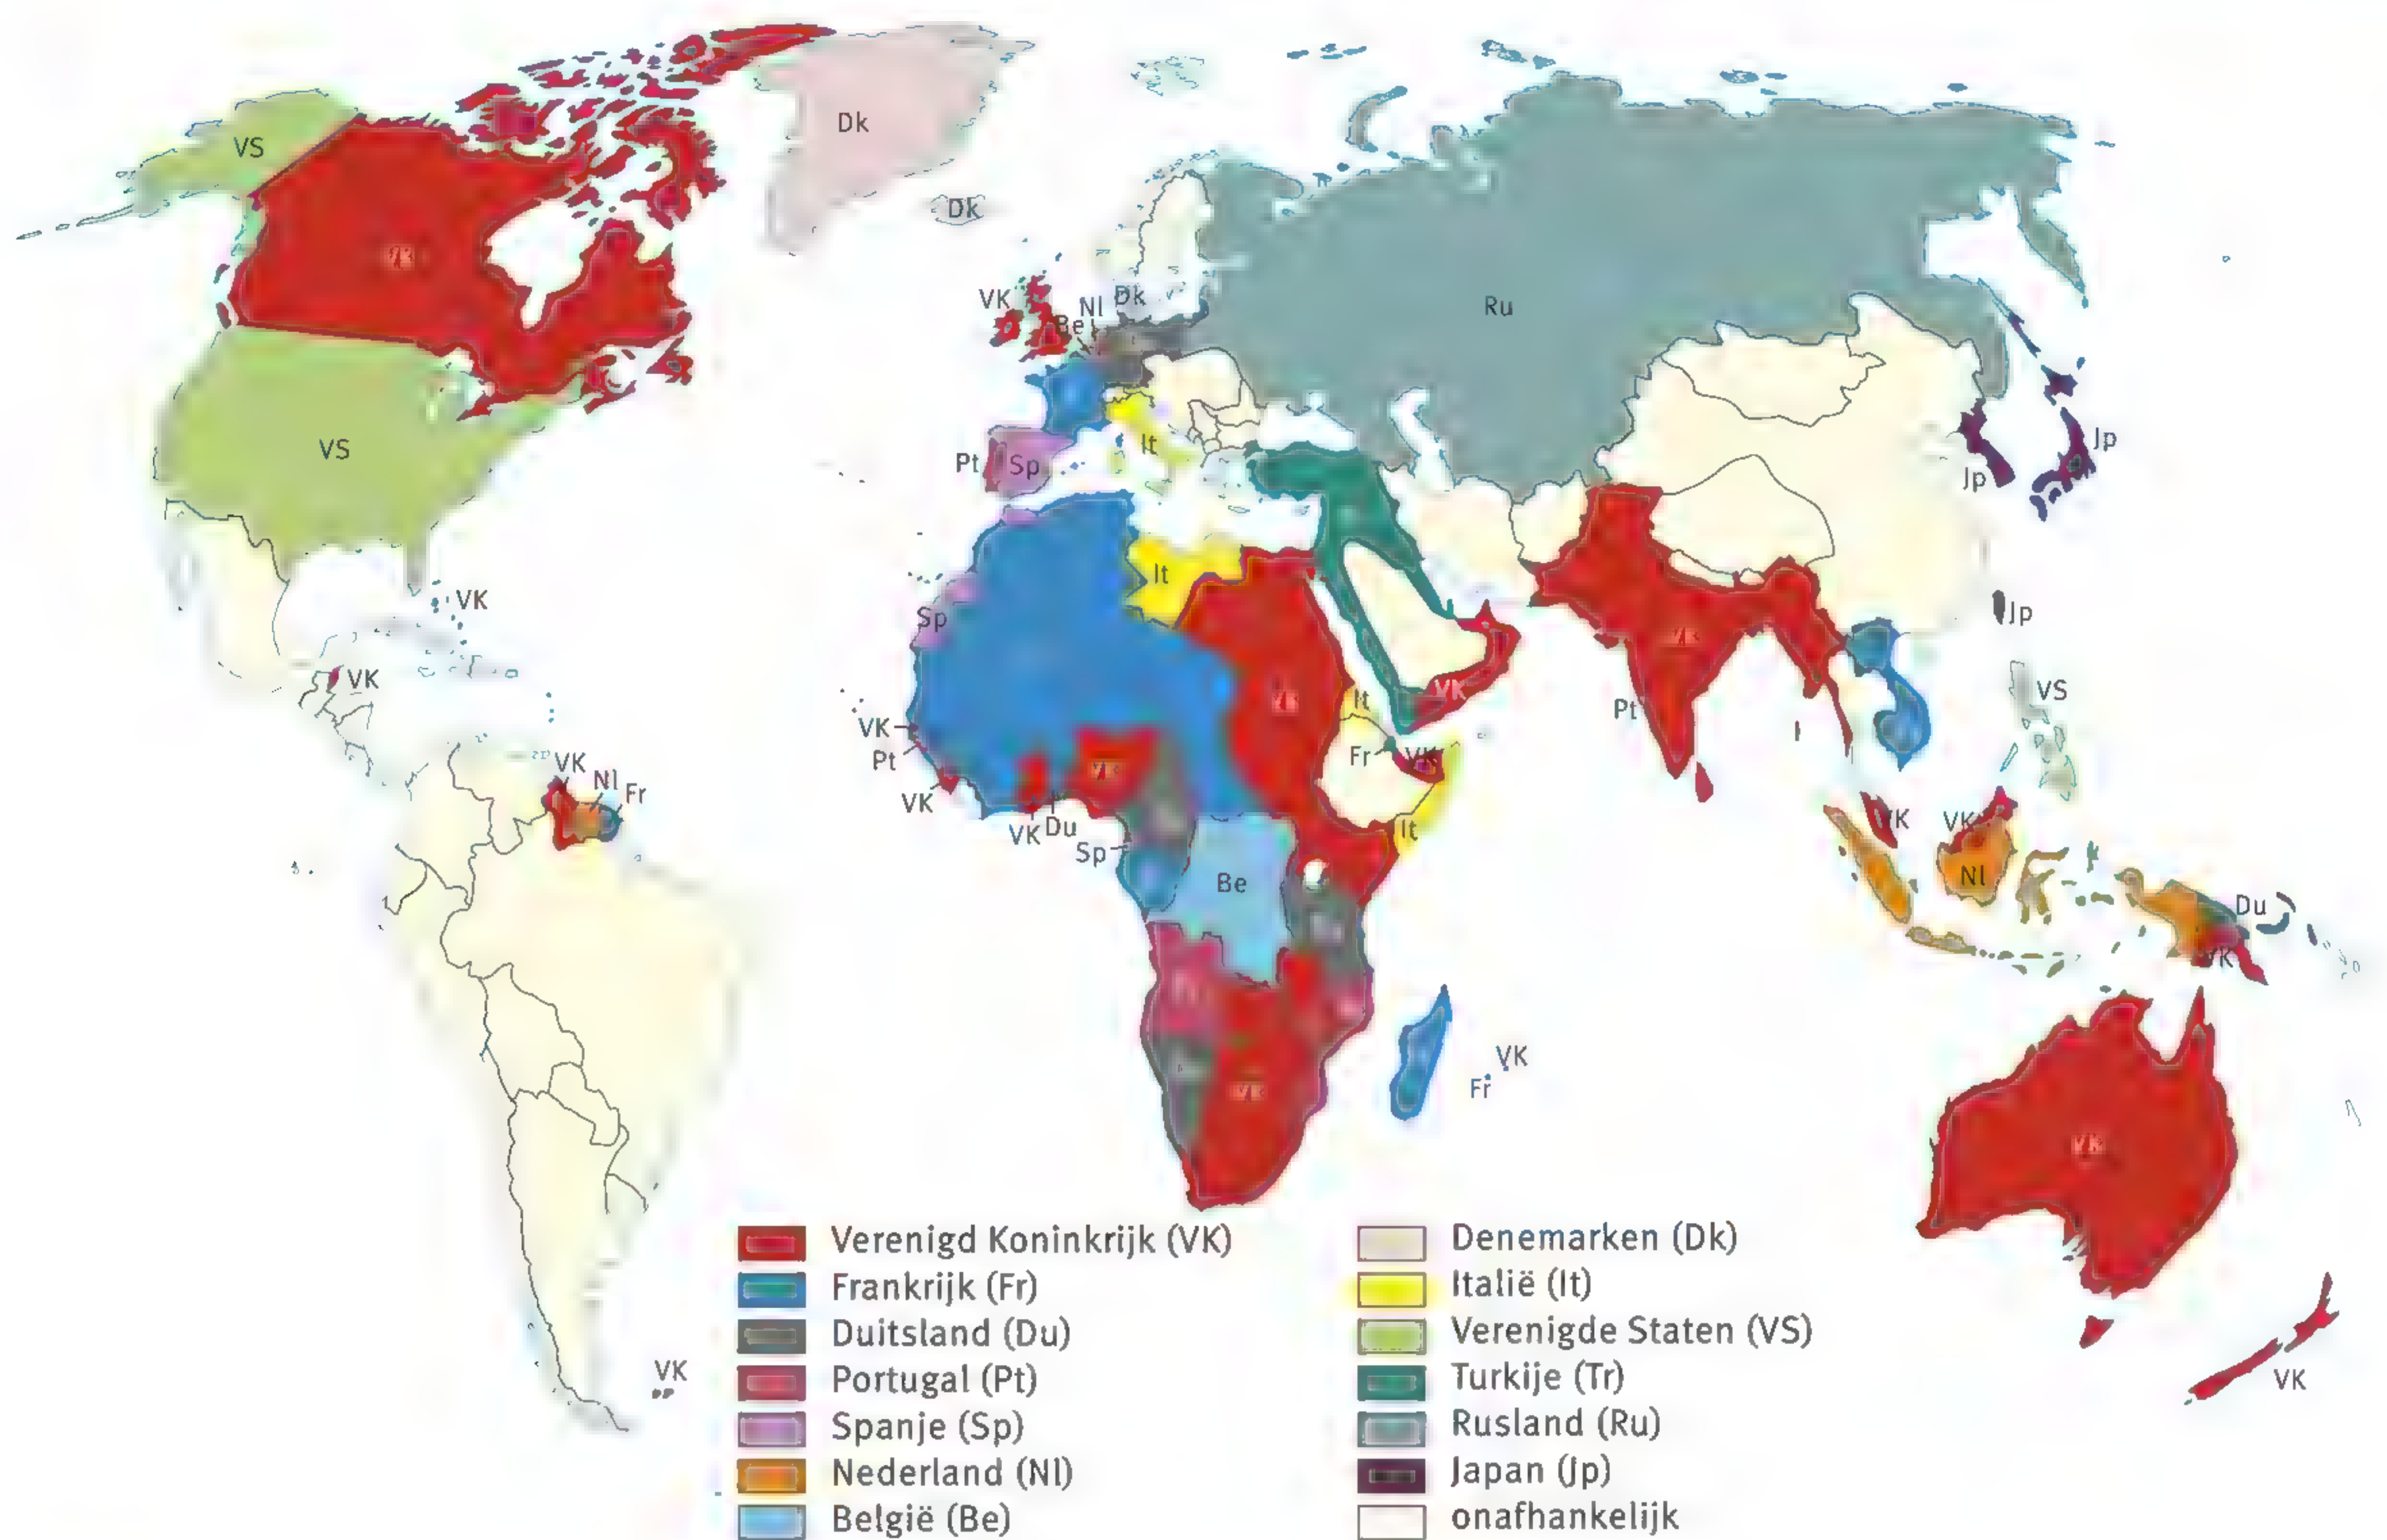 VS
Dk
Dk
VK
VK
Nl
Dk
Be
Ru
VS
Pt
Sp
It
Jp
Jp
It
VK
Sp
Jp
VK
VK
VK
It
VK
Pt
VS
VK
Pt
Fr
VK
VK
VK
Nl
Fr
VK
VK
Du
Sp
It
VK
VK
Be
Nl
Du
VK
VK
Fr
VK
VK
VK
VK
Verenigd Koninkrijk (VK)
Frankrijk (Fr)
Duitsland (Du)
Portugal (Pt)
Spanje (Sp)
Nederland (Nl)
België (Be)
Denemarken (Dk)
Italië (It)
Verenigde Staten (VS)
Turkije (Tr)
Rusland (Ru)
Japan (Jp)
onafhankelijk